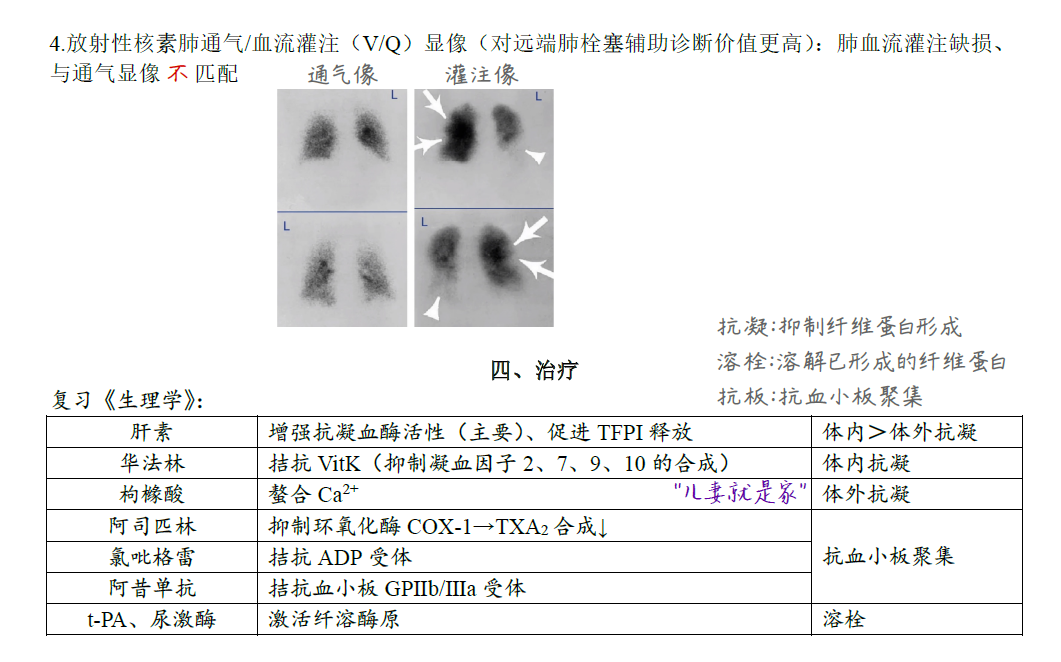 4.放射性核素肺通气/血流灌注（V/Q）显像（对远端肺栓塞辅助诊断价值更高）：肺血流灌注缺损、
与通气显像 不 匹配
通气像 灌注像
L L
L L
抗凝:抑制纤维蛋白形成
溶栓:溶解已形成的纤维蛋白
抗板:抗血小板聚集
四、治疗
复习《生理学》：
肝素 增强抗凝血酶活性（主要）、促进 TFPI 释放 体内＞体外抗凝
华法林 拮抗 VitK（抑制凝血因子 2、7、9、10 的合成） 体内抗凝
枸橼酸 螯合 Ca²⁺ "儿妻就是家" 体外抗凝
阿司匹林 抑制环氧化酶 COX-1→TXA₂ 合成↓
氯吡格雷 拮抗 ADP 受体 抗血小板聚集
阿昔单抗 拮抗血小板 GPⅡb/Ⅲa 受体
t-PA、尿激酶 激活纤溶酶原 溶栓